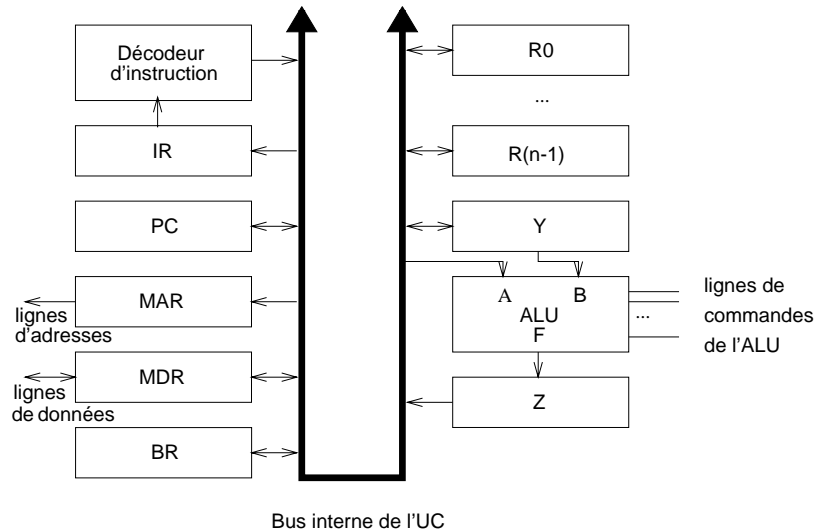 Décodeur
d'instruction
IR
PC
MAR
lignes
d'adresses
MDR
lignes
de données
BR
R0
...
R(n-1)
Y
A
B
ALU
F
Z
lignes de
...
commandes
de l'ALU
Bus interne de l'UC